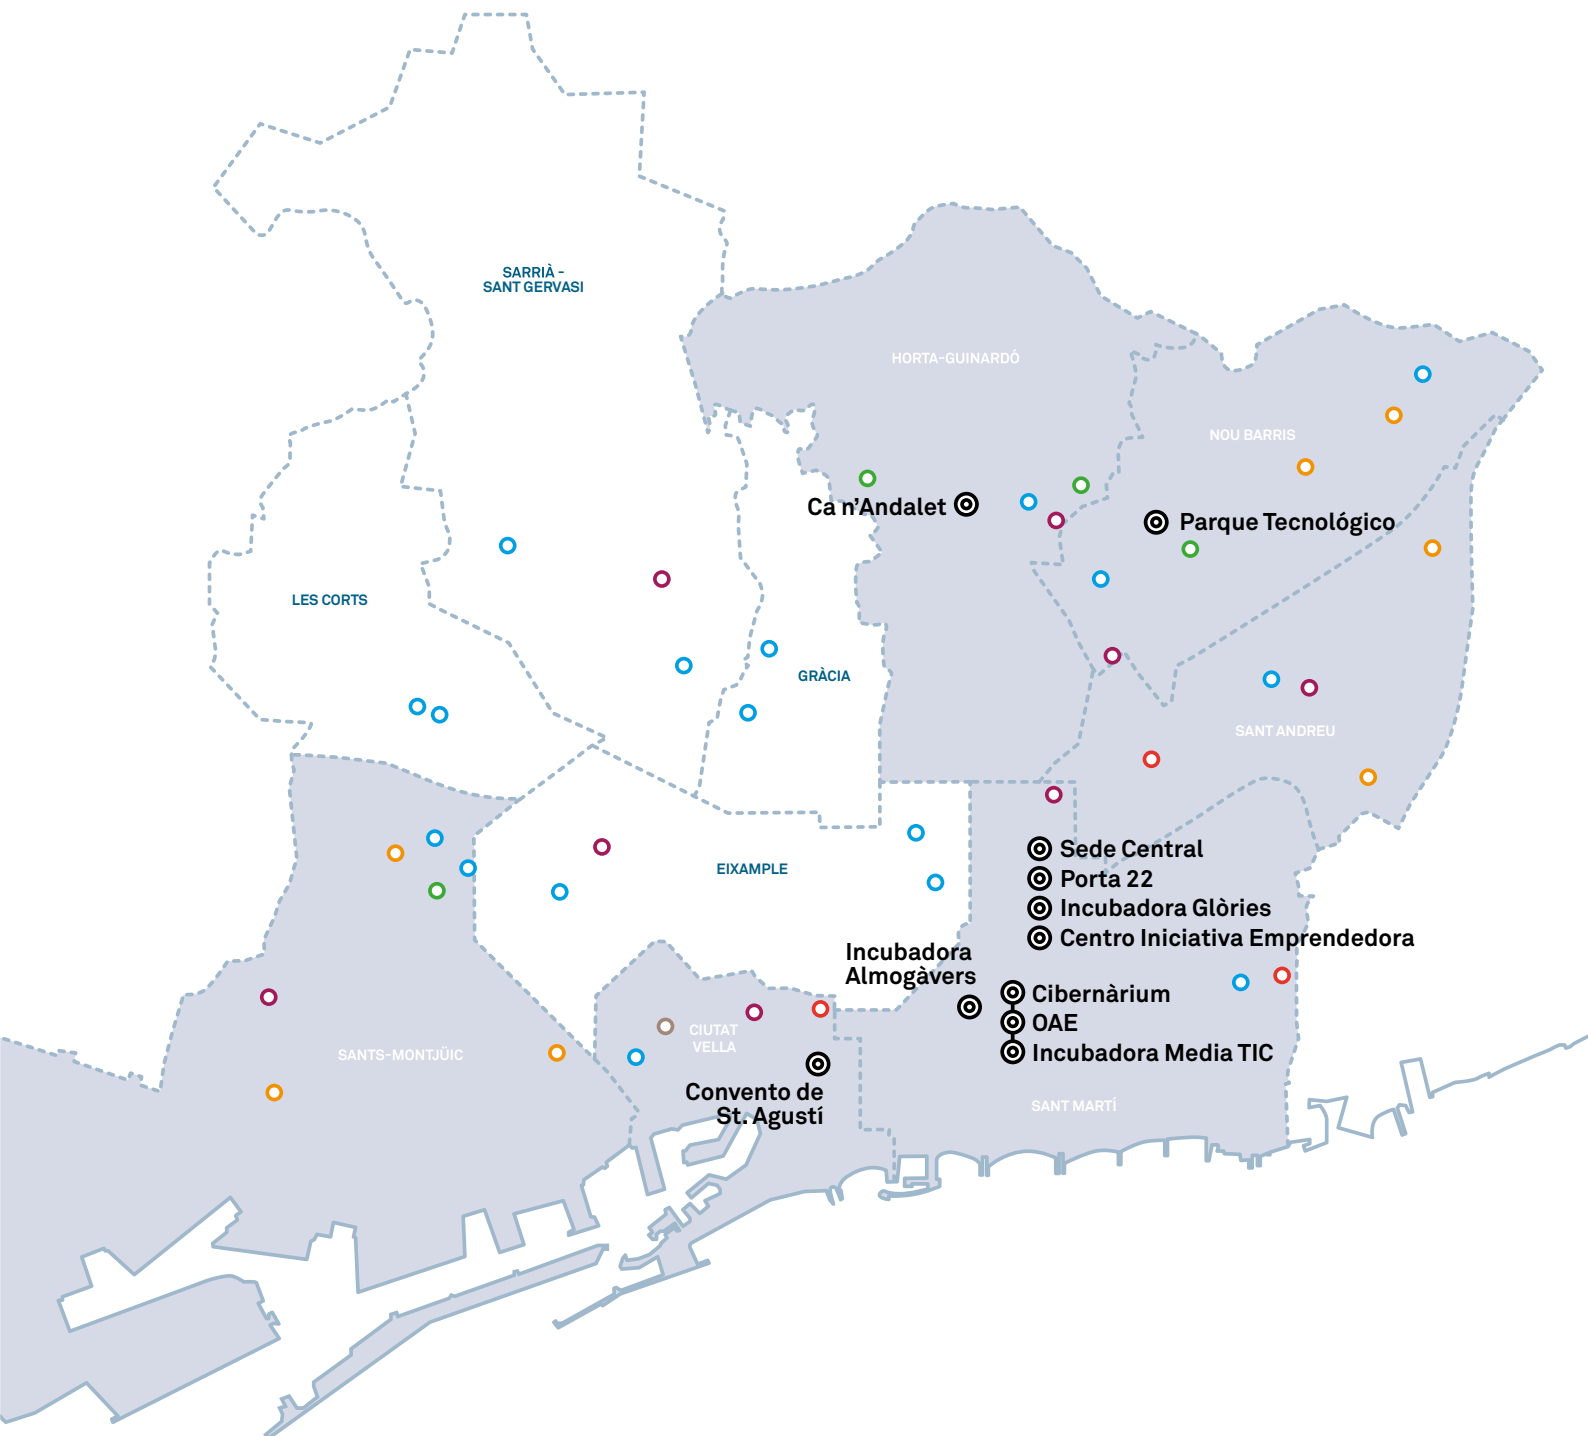 SARRIÀ -
SANT GERVASI
HORTA-GUINARDÓ
NOU BARRIS
Ca n'Andalet
Parque Tecnológico
LES CORTS
GRÀCIA
SANT ANDREU
EIXAMPLE
Sede Central
Porta 22
Incubadora Glòries
Centro Iniciativa Emprendedora
Incubadora
Almogàvers
Cibernàrium
OAE
Incubadora Media TIC
CIUTAT
VELLA
SANTS-MONTJÜIC
Convento de
St. Agustí
SANT MARTÍ